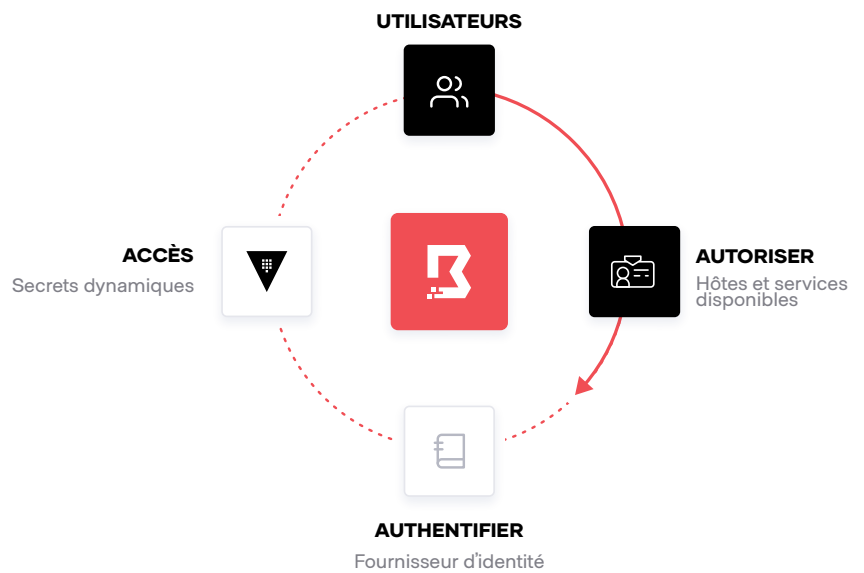 UTILISATEURS
ACCÈS
Secrets dynamiques
AUTORISER
Hôtes et services
disponibles
AUTHENTIFIER
Fournisseur d'identité